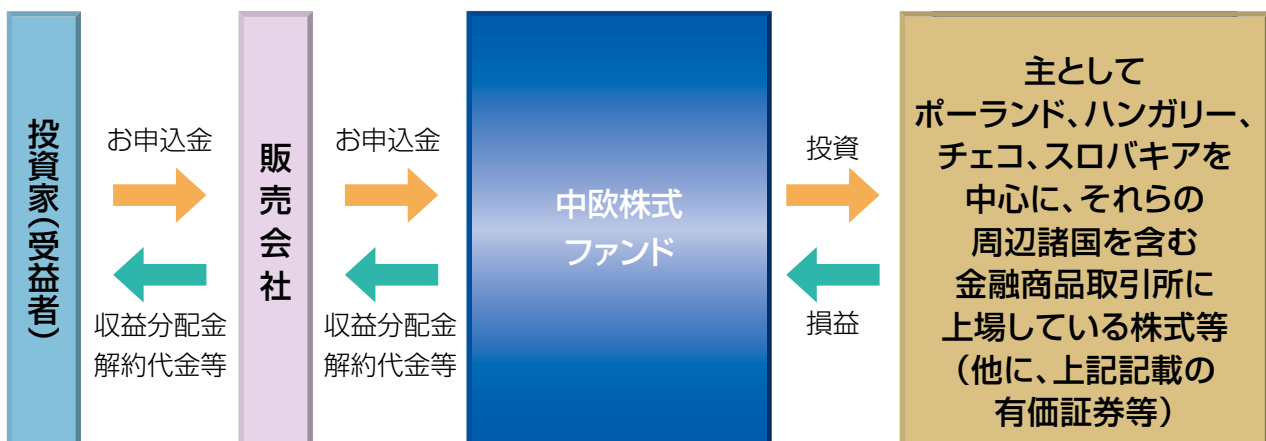 投資家(受益者)
お申込金
収益分配金
解約代金等
販売会社
お申込金
収益分配金
解約代金等
中欧株式
ファンド
投資
損益
主として
ポーランド、ハンガリー、
チェコ、スロバキアを
中心に、それらの
周辺諸国を含む
金融商品取引所に
上場している株式等
(他に、上記記載の
有価証券等)